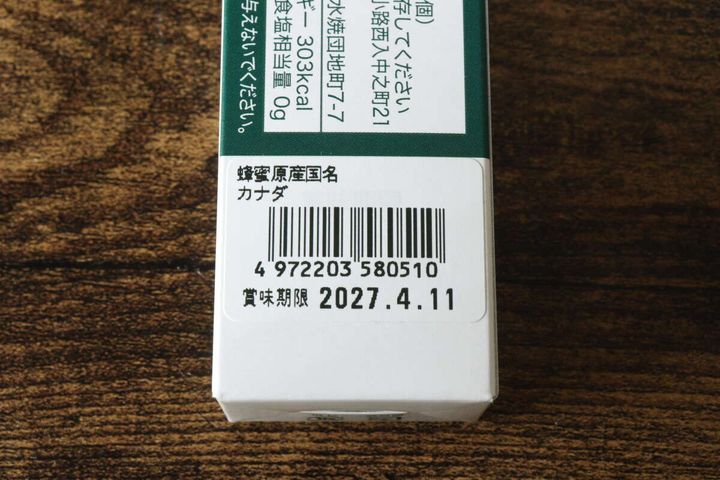 個)
存してください
小路西入中之町21
水焼団地町7-7
ギー 303kcal
食塩相当量 0g
与えないでください。
蜂蜜原産国名
カナダ
4 972203 580510
賞味期限 2027.4.11